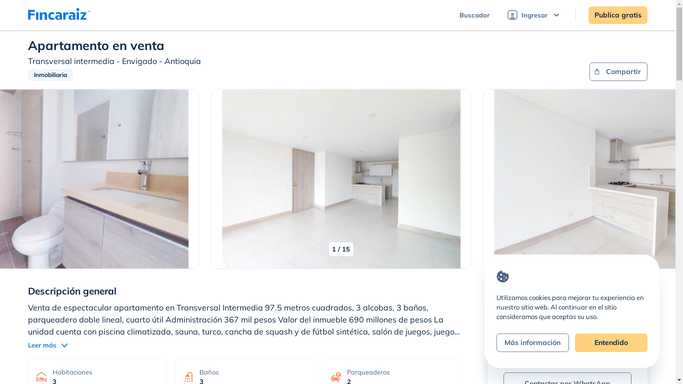 Fincaraiz
Buscador
Ingresar
Publica gratis
Apartamento en venta
Transversal intermedia - Envigado - Antioquia
Inmobiliaria
Compartir
1 / 15
Descripción general
Venta de espectacular apartamento en Transversal Intermedia 97.5 metros cuadrados, 3 alcobas, 3 baños,
parqueadero doble lineal, cuarto útil Administración 367 mil pesos Valor del inmueble 690 millones de pesos La
unidad cuenta con piscina climatizada, sauna, turco, cancha de squash y de fútbol sintética, salón de juegos, juego...
Leer más
Habitaciones
3
Baños
3
Parqueaderos
2
Utilizamos cookies para mejorar tu experiencia en
nuestro sitio web. Al continuar en el sitio
consideramos que aceptas su uso.
Más información
Entendido
Contactar por WhatsApp